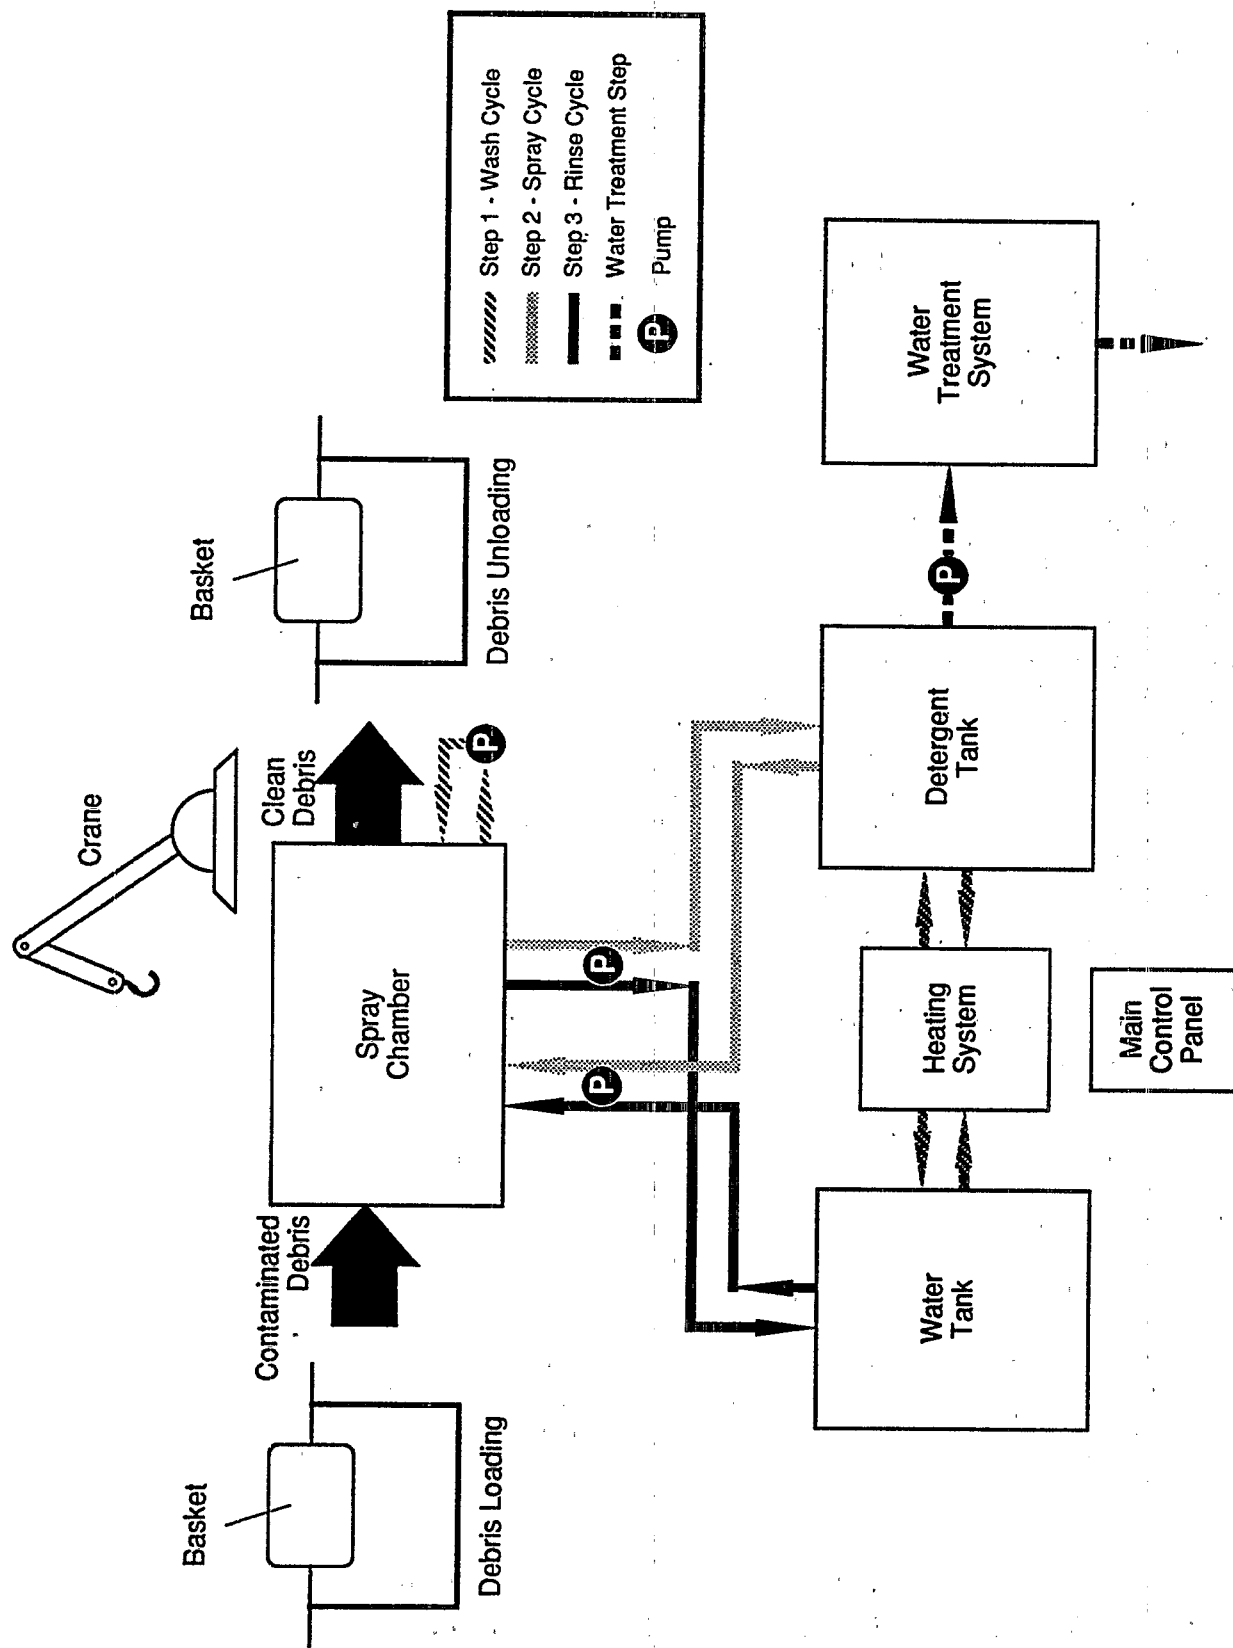 Crane
Basket
Basket
Contaminated
Debris
Clean
Debris
Debris Loading
Spray
Chamber
P
Debris Unloading
P
P
Step 1 - Wash Cycle
Step 2 - Spray Cycle
Step 3 - Rinse Cycle
Water Treatment Step
P
Pump
Water
Tank
Heating
System
Detergent
Tank
P
Water
Treatment
System
Main
Control
Panel